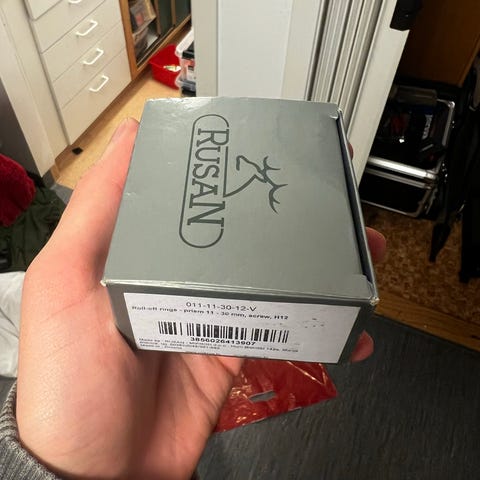 RUSAN
011-11-30-12-V
Roll-off rings - prism 11 - 30 mm, screw, H12
3856026413907